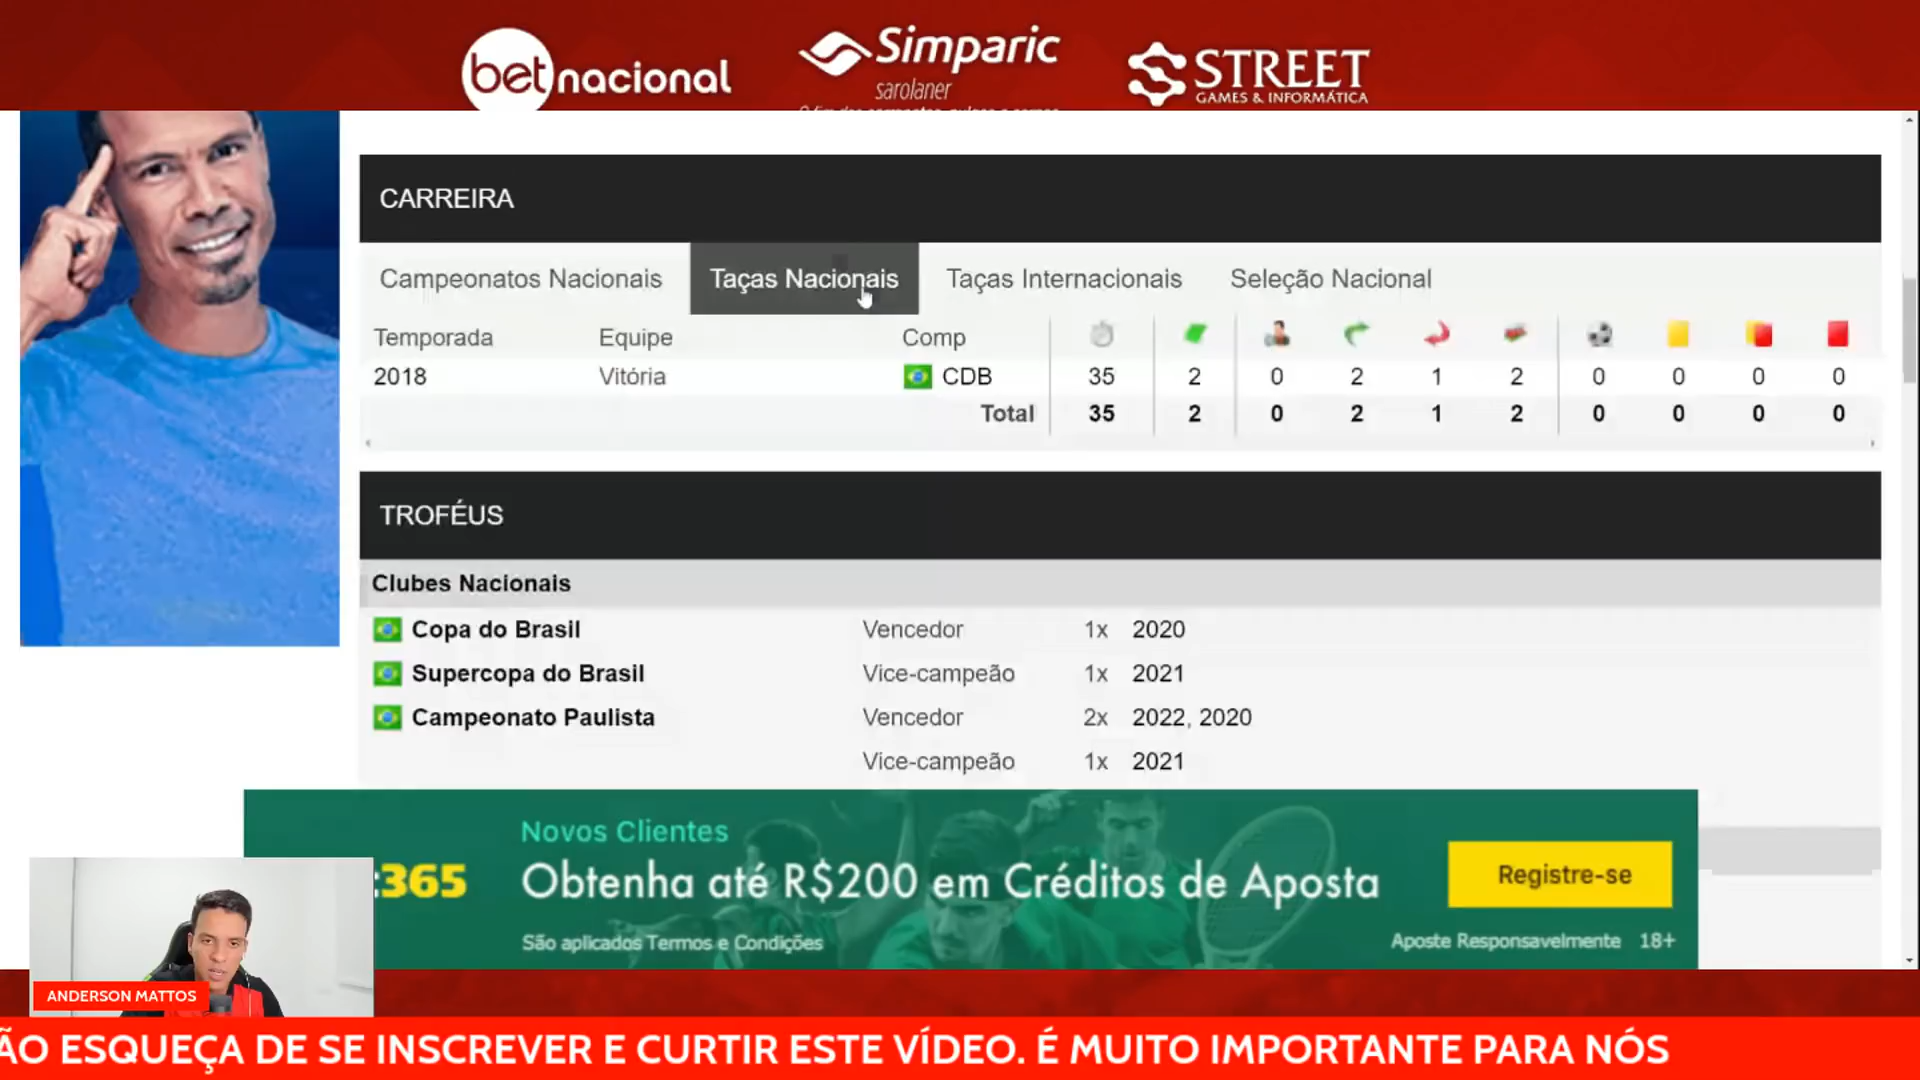 betnacional
Simparic
sarolaner
STREET
GAMES & INFORMÁTICA
CARREIRA
Campeonatos Nacionais Taças Nacionais Taças Internacionais Seleção Nacional
Temporada Equipe Comp
2018 Vitória CDB 35 2 0 2 1 2 0 0 0 0
Total 35 2 0 2 1 2 0 0 0 0
TROFÉUS
Clubes Nacionais
Copa do Brasil Vencedor 1x 2020
Supercopa do Brasil Vice-campeão 1x 2021
Campeonato Paulista Vencedor 2x 2022, 2020
Vice-campeão 1x 2021
Novos Clientes
:365 Obtenha até R$200 em Créditos de Aposta Registre-se
São aplicados Termos e Condições Aposte Responsavelmente 18+
ANDERSON MATTOS
ÃO ESQUEÇA DE SE INSCREVER E CURTIR ESTE VÍDEO. É MUITO IMPORTANTE PARA NÓS